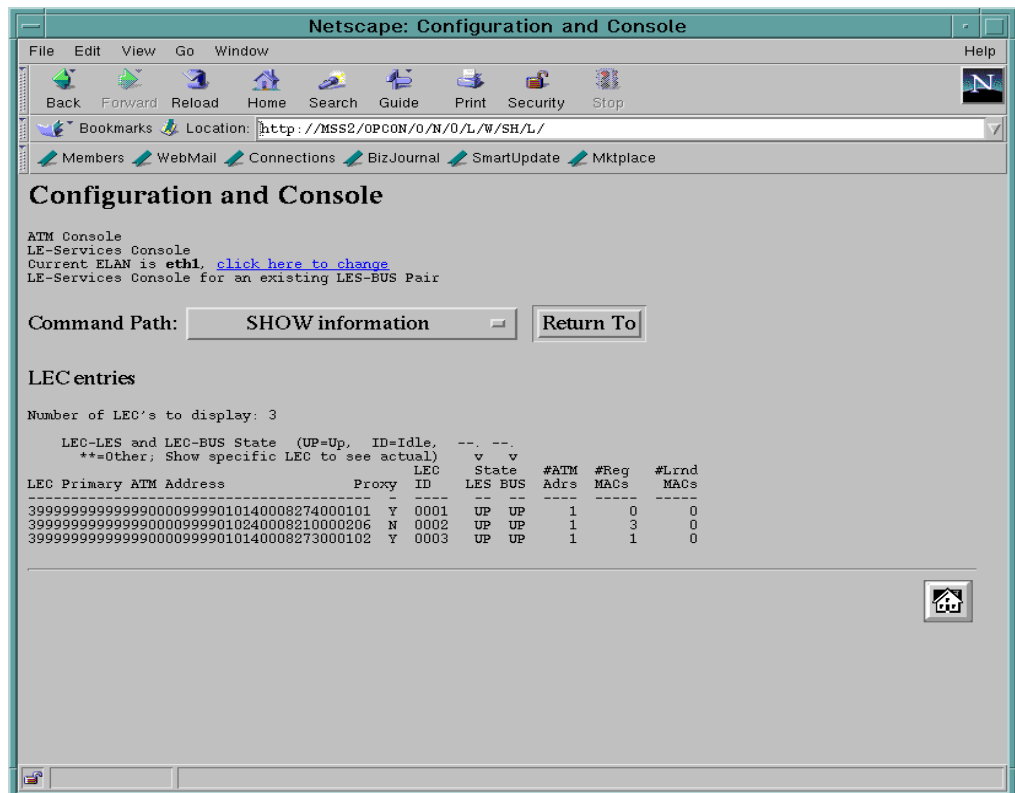 Netscape: Configuration and Console
File Edit View Go Window Help
Back Forward Reload Home Search Guide Print Security Stop
N
Bookmarks Location: http://MSS2/OPCON/0/N/0/L/W/SH/L/
Members WebMail Connections BizJournal SmartUpdate Mktplace
Configuration and Console
ATM Console
LE-Services Console
Current ELAN is eth1, click here to change
LE-Services Console for an existing LES-BUS Pair
Command Path: SHOW information Return To
LEC entries
Number of LEC's to display: 3
LEC-LES and LEC-BUS State (UP=Up, ID=Idle, --. --.
**=Other; Show specific LEC to see actual) v v
LEC State #ATM #Reg #Lrnd
LEC Primary ATM Address Proxy ID LES BUS Adrs MACs MACs
------------------------------------------ - ---- -- -- ---- ----- -----
3999999999999900009999010140008274000101 Y 0001 UP UP 1 0 0
3999999999999900009999010240008210000206 N 0002 UP UP 1 3 0
3999999999999900009999010140008273000102 Y 0003 UP UP 1 1 0